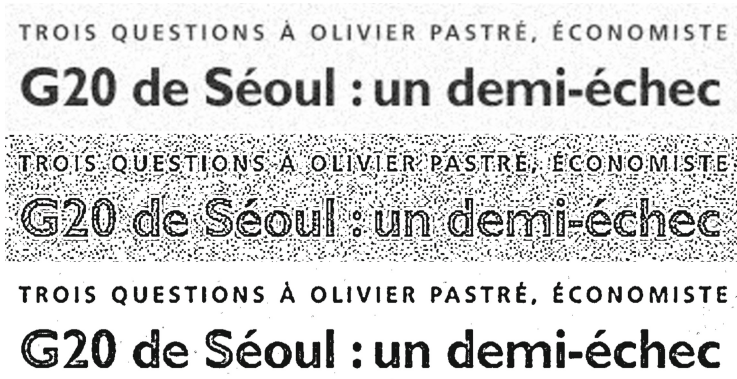 TROIS QUESTIONS À OLIVIER PASTRÉ, ÉCONOMISTE
G20 de Séoul : un demi-échec
TROIS QUESTIONS À OLIVIER PASTRÉ, ÉCONOMISTE
G20 de Séoul : un demi-échec
TROIS QUESTIONS À OLIVIER PASTRÉ, ÉCONOMISTE
G20 de Séoul : un demi-échec